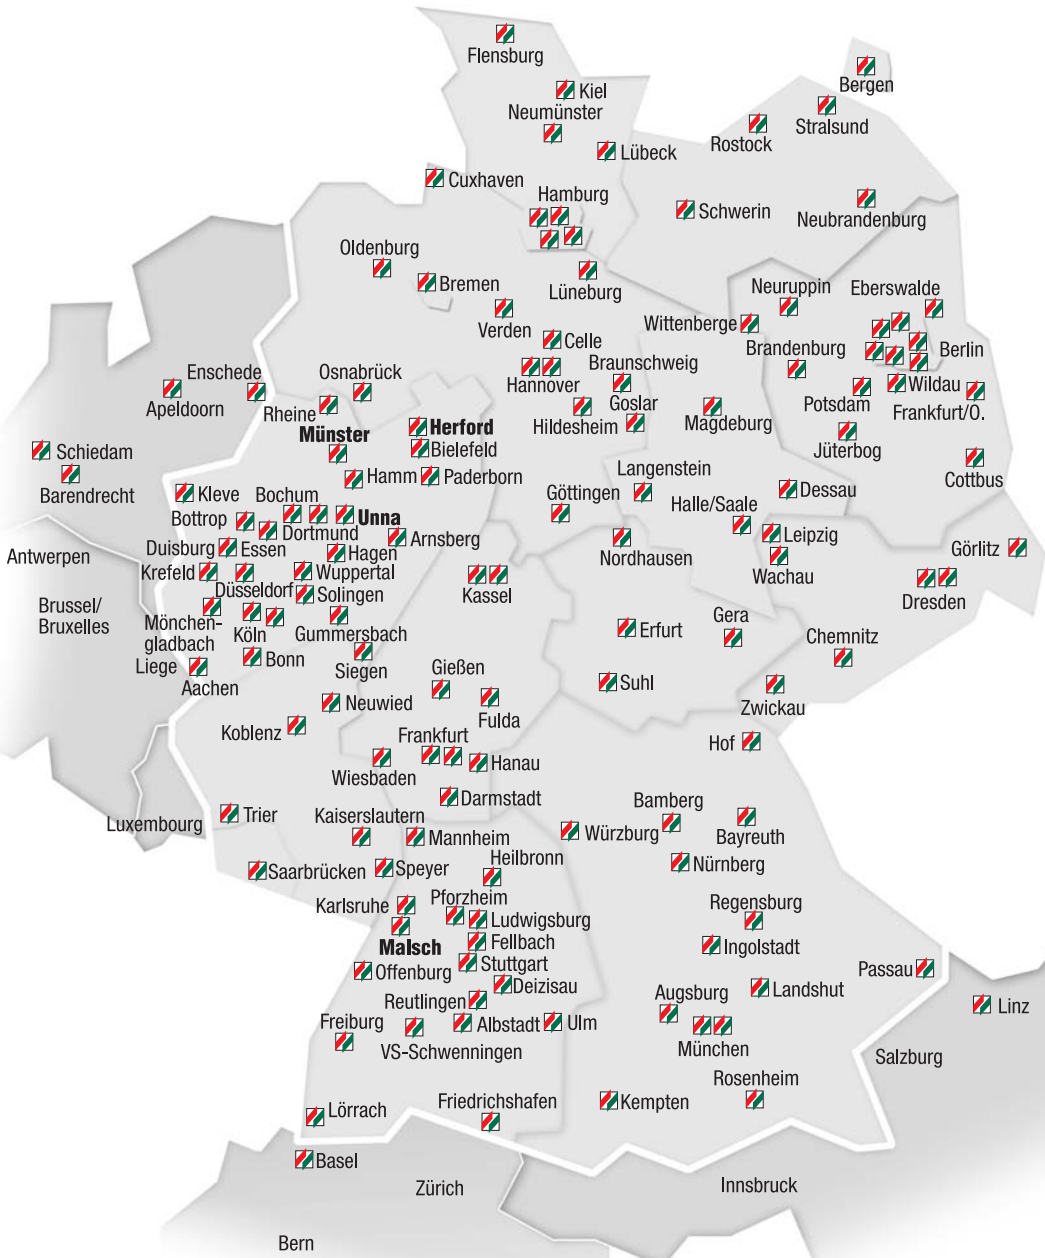 Flensburg
Bergen
Kiel
Neumünster
Stralsund
Rostock
Lübeck
Cuxhaven
Hamburg
Schwerin
Neubrandenburg
Oldenburg
Bremen
Lüneburg
Neuruppin
Eberswalde
Verden
Wittenberge
Celle
Brandenburg
Berlin
Braunschweig
Enschede
Osnabrück
Hannover
Wildau
Apeldoorn
Rheine
Goslar
Potsdam
Frankfurt/O.
Hildesheim
Magdeburg
Münster
Herford
Bielefeld
Jüterbog
Schiedam
Barendrecht
Hamm
Paderborn
Langenstein
Cottbus
Kleve
Bochum
Göttingen
Dessau
Halle/Saale
Bottrop
Unna
Dortmund
Arnsberg
Leipzig
Antwerpen
Duisburg
Essen
Hagen
Nordhausen
Wachau
Görlitz
Krefeld
Wuppertal
Düsseldorf
Solingen
Kassel
Dresden
Brussel/
Bruxelles
Mönchen-
gladbach
Köln
Gummersbach
Erfurt
Gera
Chemnitz
Liege
Aachen
Bonn
Siegen
Gießen
Suhl
Zwickau
Neuwied
Koblenz
Fulda
Frankfurt
Hof
Wiesbaden
Hanau
Darmstadt
Bamberg
Luxembourg
Trier
Kaiserslautern
Mannheim
Würzburg
Bayreuth
Heilbronn
Saarbrücken
Speyer
Nürnberg
Karlsruhe
Pforzheim
Regensburg
Ludwigsburg
Malsch
Fellbach
Ingolstadt
Offenburg
Stuttgart
Passau
Deizisau
Landshut
Reutlingen
Augsburg
Linz
Freiburg
Albstadt
Ulm
VS-Schwenningen
München
Salzburg
Rosenheim
Lörrach
Friedrichshafen
Kempten
Basel
Zürich
Innsbruck
Bern